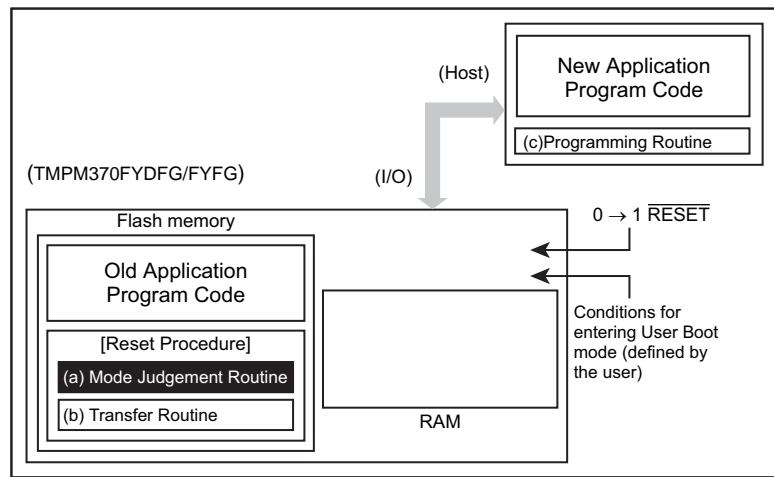 (Host)
New Application
Program Code
(c)Programming Routine
(TMPM370FYDFG/FYFG)
(I/O)
Flash memory
0 → 1 RESET
Old Application
Program Code
[Reset Procedure]
(a) Mode Judgement Routine
(b) Transfer Routine
RAM
Conditions for
entering User Boot
mode (defined by
the user)